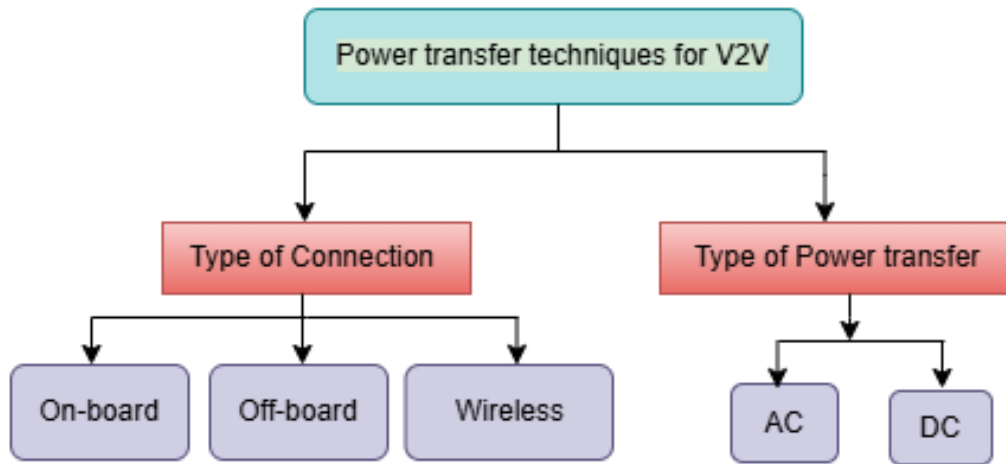 Power transfer techniques for V2V
Type of Connection
Type of Power transfer
On-board
Off-board
Wireless
AC
DC